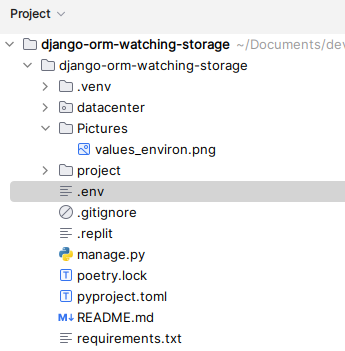 Project
django-orm-watching-storage ~/Documents/dev
django-orm-watching-storage
.venv
datacenter
Pictures
values_environ.png
project
.env
.gitignore
.replit
manage.py
poetry.lock
pyproject.toml
README.md
requirements.txt